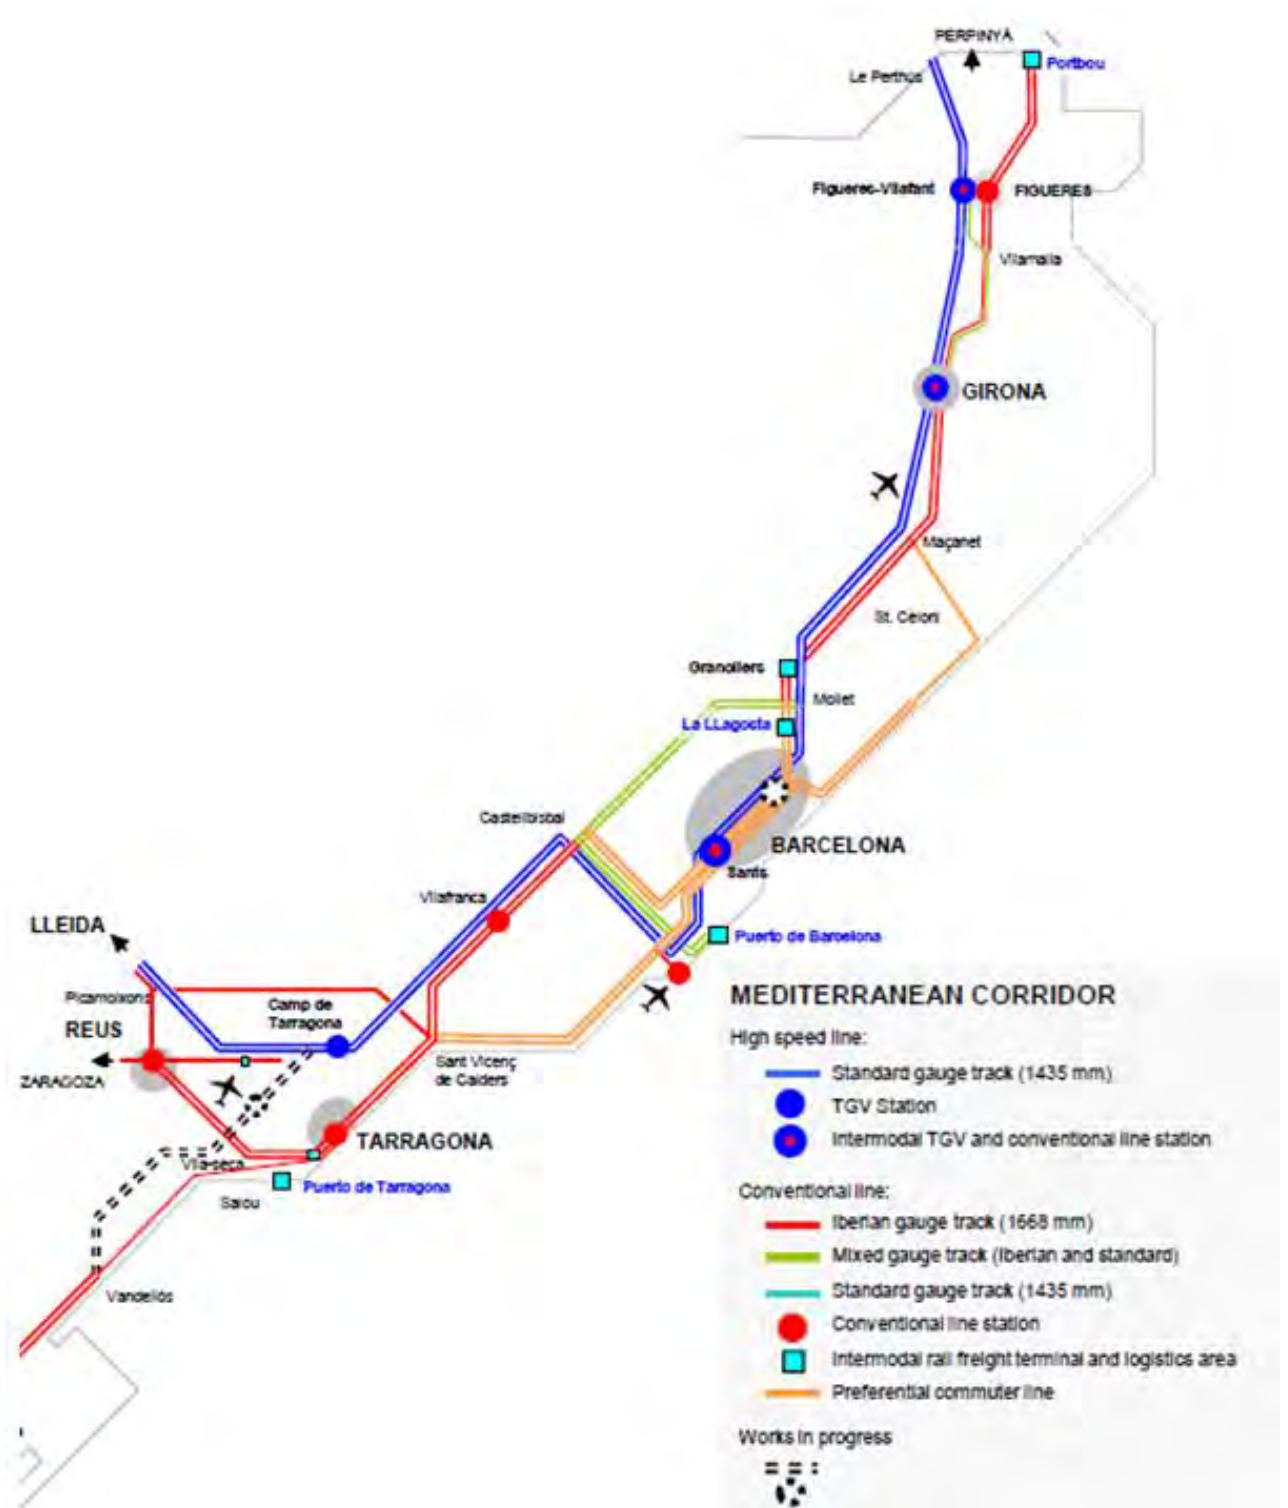 PERPINYÀ
Portbou
Le Perthus
Figueres-Vilafant
FIGUERES
Vilamalla
GIRONA
Maçanet
St. Celoni
Granollers
Mollet
La LLagosta
Castellbisbal
BARCELONA
Sants
Vilafranca
LLEIDA
Puerto de Barcelona
Picamoixons
Camp de
Tarragona
REUS
Sant Vicenç
de Calders
ZARAGOZA
TARRAGONA
Vila-seca
Puerto de Tarragona
Salou
Vandellòs
MEDITERRANEAN CORRIDOR
High speed line:
Standard gauge track (1435 mm)
TGV Station
Intermodal TGV and conventional line station
Conventional line:
Iberian gauge track (1668 mm)
Mixed gauge track (Iberian and standard)
Standard gauge track (1435 mm)
Conventional line station
Intermodal rail freight terminal and logistics area
Preferential commuter line
Works in progress